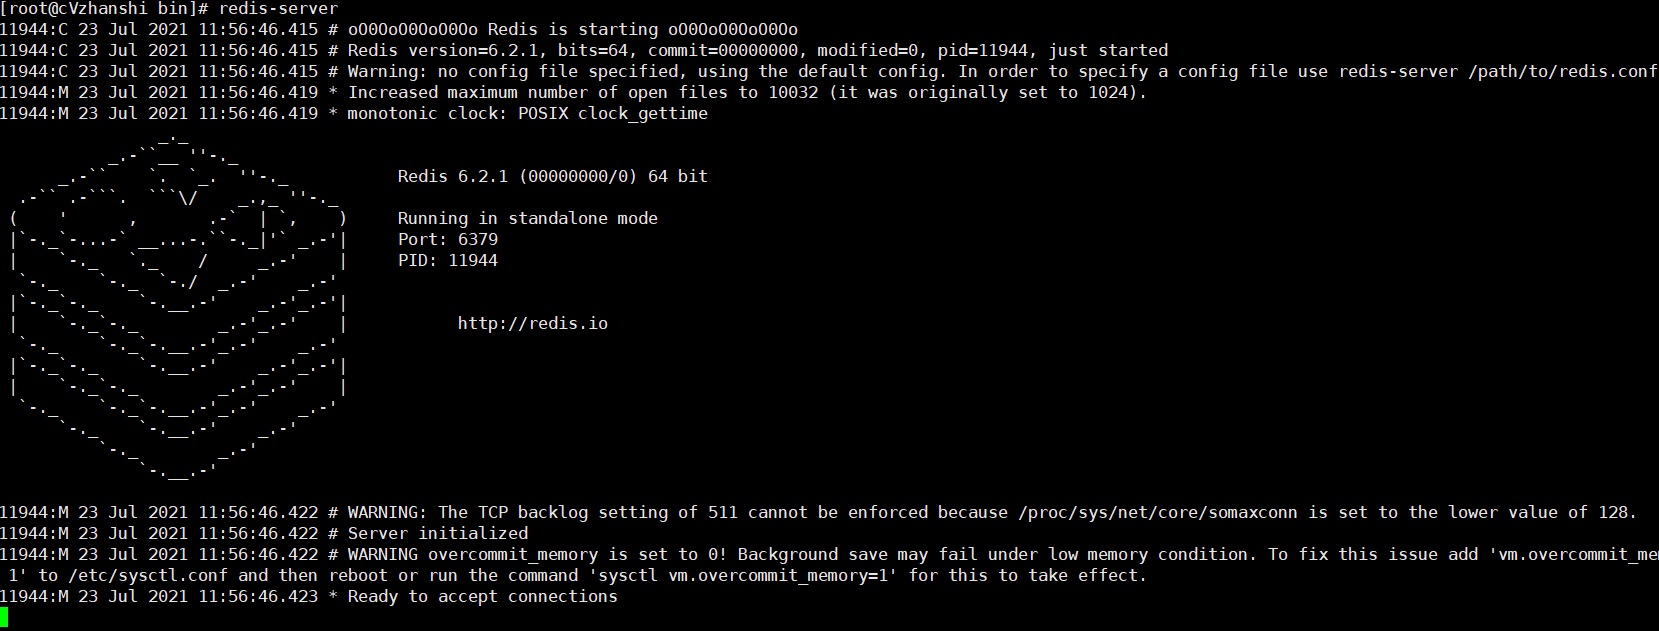 [root@cVzhanshi bin]# redis-server
11944:C 23 Jul 2021 11:56:46.415 # oO0OoO0OoO0Oo Redis is starting oO0OoO0OoO0Oo
11944:C 23 Jul 2021 11:56:46.415 # Redis version=6.2.1, bits=64, commit=00000000, modified=0, pid=11944, just started
11944:C 23 Jul 2021 11:56:46.415 # Warning: no config file specified, using the default config. In order to specify a config file use redis-server /path/to/redis.conf
11944:M 23 Jul 2021 11:56:46.419 * Increased maximum number of open files to 10032 (it was originally set to 1024).
11944:M 23 Jul 2021 11:56:46.419 * monotonic clock: POSIX clock_gettime
Redis 6.2.1 (00000000/0) 64 bit
Running in standalone mode
Port: 6379
PID: 11944
http://redis.io
11944:M 23 Jul 2021 11:56:46.422 # WARNING: The TCP backlog setting of 511 cannot be enforced because /proc/sys/net/core/somaxconn is set to the lower value of 128.
11944:M 23 Jul 2021 11:56:46.422 # Server initialized
11944:M 23 Jul 2021 11:56:46.422 # WARNING overcommit_memory is set to 0! Background save may fail under low memory condition. To fix this issue add 'vm.overcommit_me
1' to /etc/sysctl.conf and then reboot or run the command 'sysctl vm.overcommit_memory=1' for this to take effect.
11944:M 23 Jul 2021 11:56:46.423 * Ready to accept connections